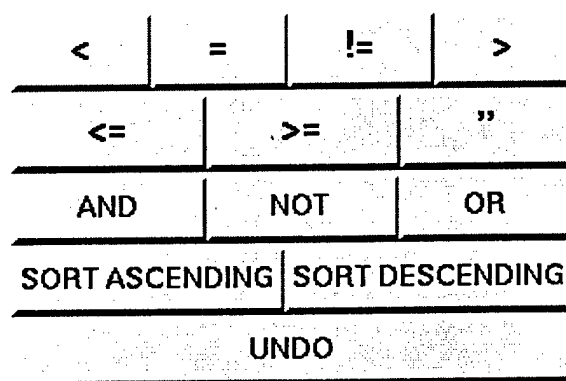 < = != >
<= >= ”
AND NOT OR
SORT ASCENDING SORT DESCENDING
UNDO